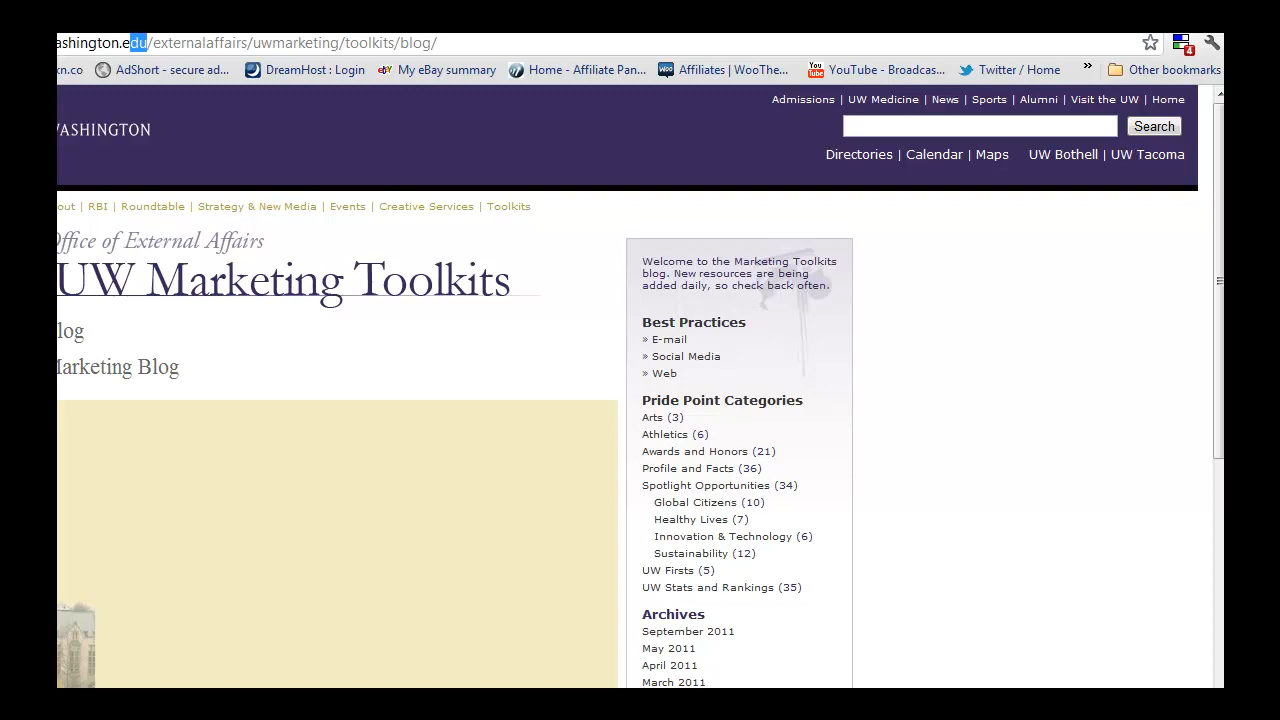 ashington.edu/externalaffairs/uwmarketing/toolkits/blog/
xn.co AdShort - secure ad... DreamHost : Login My eBay summary Home - Affiliate Pan... Affiliates | WooThe... YouTube - Broadcas... Twitter / Home » Other bookmarks
Admissions | UW Medicine | News | Sports | Alumni | Visit the UW | Home
WASHINGTON
Search
Directories | Calendar | Maps UW Bothell | UW Tacoma
out | RBI | Roundtable | Strategy & New Media | Events | Creative Services | Toolkits
Office of External Affairs
UW Marketing Toolkits
log
Marketing Blog
Welcome to the Marketing Toolkits
blog. New resources are being
added daily, so check back often.
Best Practices
» E-mail
» Social Media
» Web
Pride Point Categories
Arts (3)
Athletics (6)
Awards and Honors (21)
Profile and Facts (36)
Spotlight Opportunities (34)
Global Citizens (10)
Healthy Lives (7)
Innovation & Technology (6)
Sustainability (12)
UW Firsts (5)
UW Stats and Rankings (35)
Archives
September 2011
May 2011
April 2011
March 2011